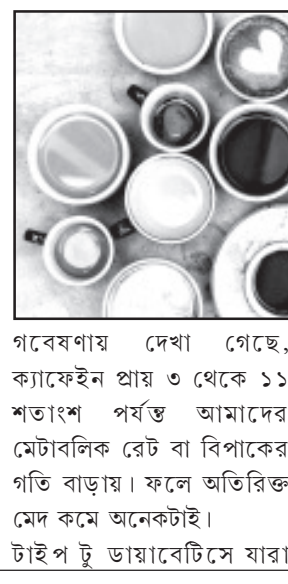 গবেষণায় দেখা গেছে,
ক্যাফেইন প্রায় ৩ থেকে ১১
শতাংশ পর্যন্ত আমাদের
মেটাবলিক রেট বা বিপাকের
গতি বাড়ায়। ফলে অতিরিক্ত
মেদ কমে অনেকটাই।
টাইপ টু ডায়াবেটিসে যারা